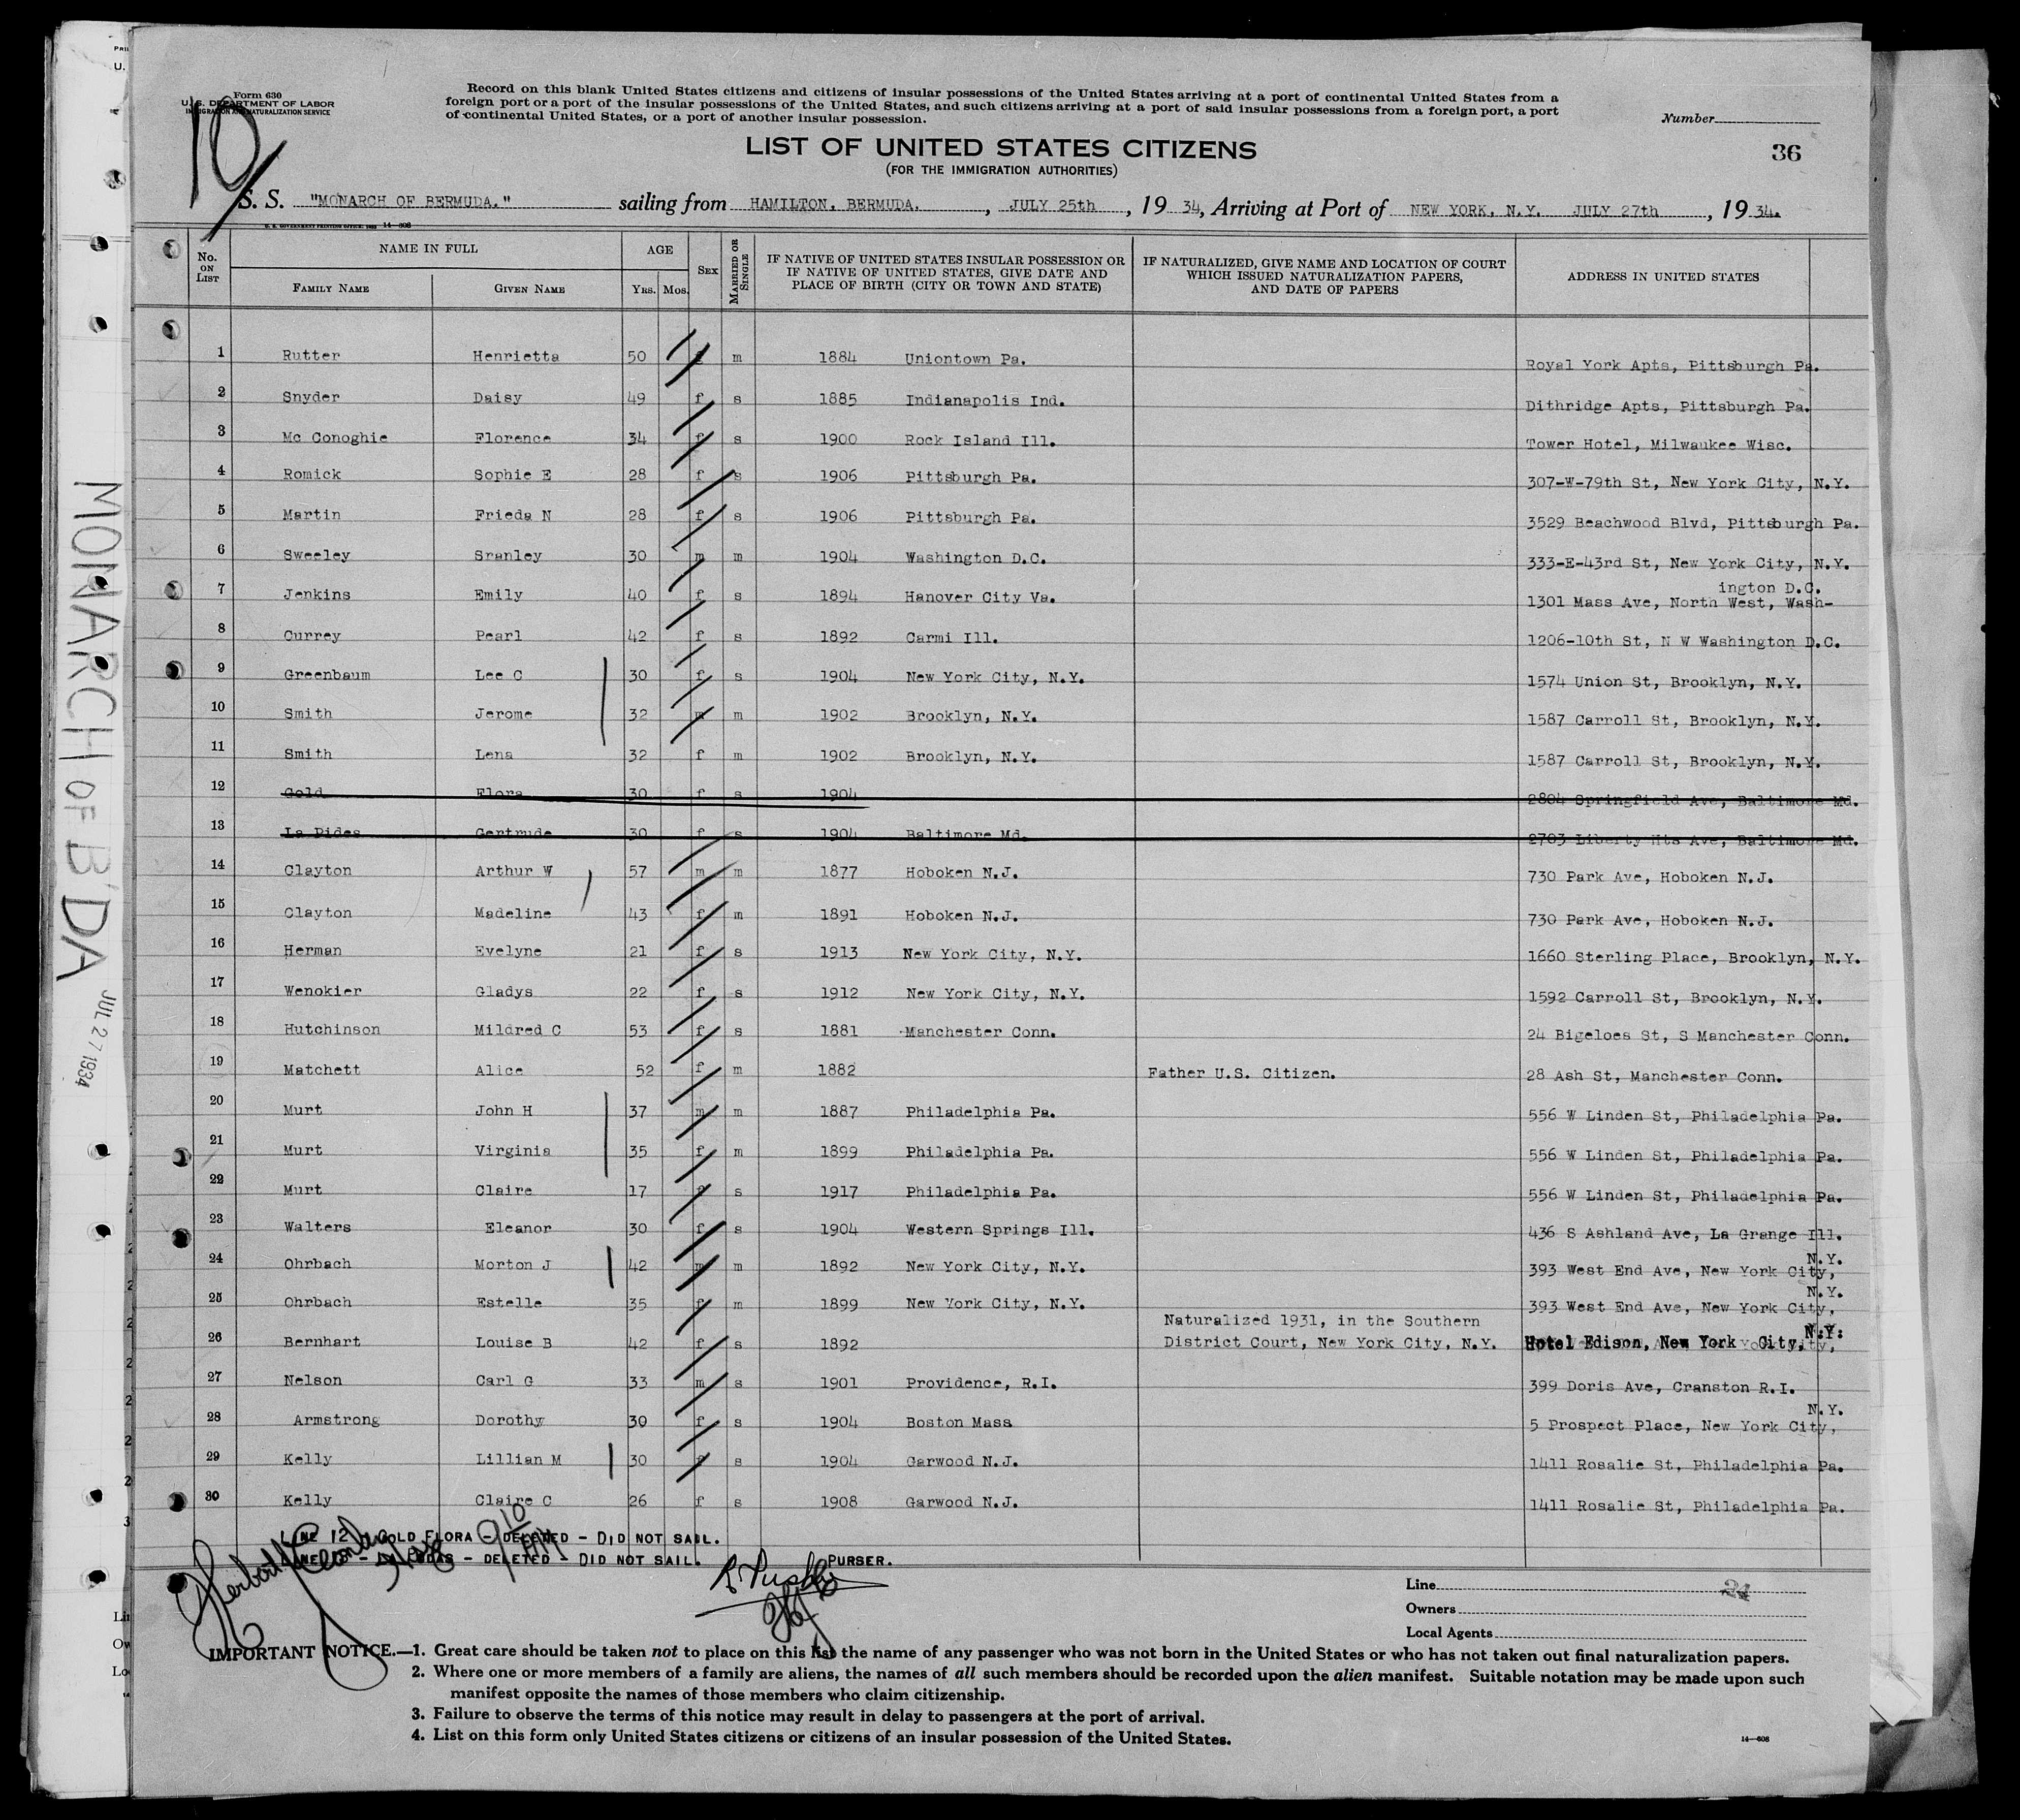 Form 630
U.S. DEPARTMENT OF LABOR
IMMIGRATION AND NATURALIZATION SERVICE
10
Record on this blank United States citizens and citizens of insular possessions of the United States arriving at a port of continental United States from a
foreign port or a port of the insular possessions of the United States, and such citizens arriving at a port of said insular possessions from a foreign port, a port
of continental United States, or a port of another insular possession.
Number
LIST OF UNITED STATES CITIZENS
36
(FOR THE IMMIGRATION AUTHORITIES)
S. S. "MONARCH OF BERMUDA." sailing from HAMILTON, BERMUDA. , JULY 25th , 19 34, Arriving at Port of NEW YORK, N.Y. JULY 27th , 19 34.
U. S. GOVERNMENT PRINTING OFFICE: 14-608
No. ON LIST
NAME IN FULL
FAMILY NAME
GIVEN NAME
AGE
YRS. MOS.
SEX
MARRIED OR SINGLE
IF NATIVE OF UNITED STATES INSULAR POSSESSION OR
IF NATIVE OF UNITED STATES, GIVE DATE AND
PLACE OF BIRTH (CITY OR TOWN AND STATE)
IF NATURALIZED, GIVE NAME AND LOCATION OF COURT
WHICH ISSUED NATURALIZATION PAPERS,
AND DATE OF PAPERS
ADDRESS IN UNITED STATES
1 Rutter Henrietta 50 f m 1884 Uniontown Pa. Royal York Apts, Pittsburgh Pa.
2 Snyder Daisy 49 f s 1885 Indianapolis Ind. Dithridge Apts, Pittsburgh Pa.
3 Mc Conoghie Florence 34 f s 1900 Rock Island Ill. Tower Hotel, Milwaukee Wisc.
4 Romick Sophie E 28 f s 1906 Pittsburgh Pa. 307-W-79th St, New York City, N.Y.
5 Martin Frieda N 28 f s 1906 Pittsburgh Pa. 3529 Beachwood Blvd, Pittsburgh Pa.
6 Sweeley Sranley 30 m m 1904 Washington D.C. 333-E-43rd St, New York City, N.Y.
ington D.C.
7 Jenkins Emily 40 f s 1894 Hanover City Va. 1301 Mass Ave, North West, Wash-
8 Currey Pearl 42 f s 1892 Carmi Ill. 1206-10th St, N W Washington D.C.
9 Greenbaum Lee C 30 f s 1904 New York City, N.Y. 1574 Union St, Brooklyn, N.Y.
10 Smith Jerome 32 m m 1902 Brooklyn, N.Y. 1587 Carroll St, Brooklyn, N.Y.
11 Smith Lena 32 f m 1902 Brooklyn, N.Y. 1587 Carroll St, Brooklyn, N.Y.
12 Gold Flora 30 f s 1904 2804 Springfield Ave, Baltimore Md.
13 La Pides Gertrude 30 f s 1904 Baltimore Md. 2703 Liberty Hts Ave, Baltimore Md.
14 Clayton Arthur W 57 m m 1877 Hoboken N.J. 730 Park Ave, Hoboken N.J.
15 Clayton Madeline 43 f m 1891 Hoboken N.J. 730 Park Ave, Hoboken N.J.
16 Herman Evelyne 21 f s 1913 New York City, N.Y. 1660 Sterling Place, Brooklyn, N.Y.
17 Wenokier Gladys 22 f s 1912 New York City, N.Y. 1592 Carroll St, Brooklyn, N.Y.
18 Hutchinson Mildred C 53 f s 1881 Manchester Conn. 24 Bigeloes St, S Manchester Conn.
19 Matchett Alice 52 f m 1882 Father U.S. Citizen. 28 Ash St, Manchester Conn.
20 Murt John H 37 m m 1887 Philadelphia Pa. 556 W Linden St, Philadelphia Pa.
21 Murt Virginia 35 f m 1899 Philadelphia Pa. 556 W Linden St, Philadelphia Pa.
22 Murt Claire 17 f s 1917 Philadelphia Pa. 556 W Linden St, Philadelphia Pa.
23 Walters Eleanor 30 f s 1904 Western Springs Ill. 436 S Ashland Ave, La Grange Ill.
N.Y.
24 Ohrbach Morton J 42 m m 1892 New York City, N.Y. 393 West End Ave, New York City,
N.Y.
25 Ohrbach Estelle 35 f m 1899 New York City, N.Y. 393 West End Ave, New York City,
Naturalized 1931, in the Southern
N.Y.
26 Bernhart Louise B 42 f s 1892 District Court, New York City, N.Y. Hotel Edison, New York City,
27 Nelson Carl G 33 m s 1901 Providence, R.I. 399 Doris Ave, Cranston R.I.
N.Y.
28 Armstrong Dorothy 30 f s 1904 Boston Mass 5 Prospect Place, New York City,
29 Kelly Lillian M 30 f s 1904 Garwood N.J. 1411 Rosalie St, Philadelphia Pa.
30 Kelly Claire C 26 f s 1908 Garwood N.J. 1411 Rosalie St, Philadelphia Pa.
LINE 12 - GOLD FLORA - DELETED - DID NOT SAIL.
LINE - DELETED - DID NOT SAIL.
PURSER.
Line 24
Owners
Local Agents
IMPORTANT NOTICE.—1. Great care should be taken not to place on this list the name of any passenger who was not born in the United States or who has not taken out final naturalization papers.
2. Where one or more members of a family are aliens, the names of all such members should be recorded upon the alien manifest. Suitable notation may be made upon such
manifest opposite the names of those members who claim citizenship.
3. Failure to observe the terms of this notice may result in delay to passengers at the port of arrival.
4. List on this form only United States citizens or citizens of an insular possession of the United States.
14-608
MONARCH OF B'DA JUL 27 1934